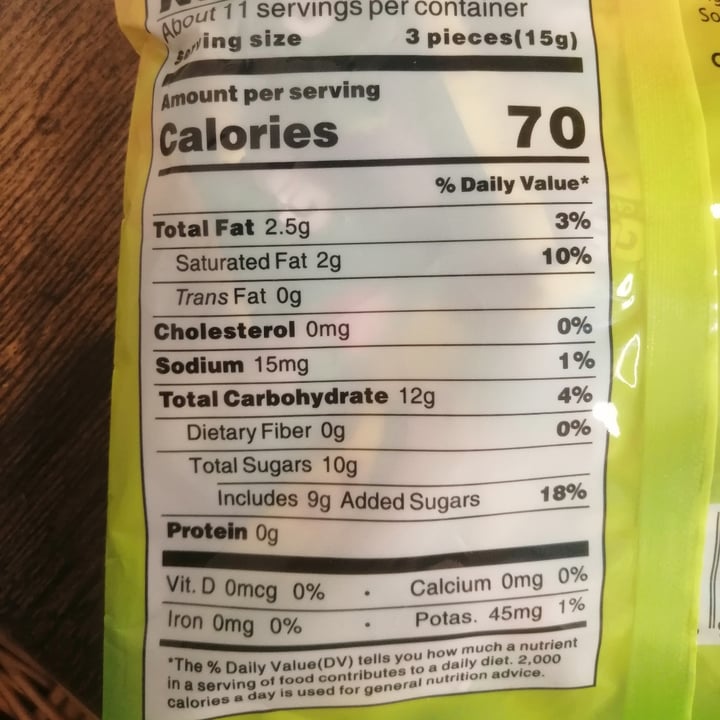 About 11 servings per container
Serving size 3 pieces(15g)
Amount per serving
Calories 70
% Daily Value*
Total Fat 2.5g 3%
Saturated Fat 2g 10%
Trans Fat 0g
Cholesterol 0mg 0%
Sodium 15mg 1%
Total Carbohydrate 12g 4%
Dietary Fiber 0g 0%
Total Sugars 10g
Includes 9g Added Sugars 18%
Protein 0g
Vit. D 0mcg 0% • Calcium 0mg 0%
Iron 0mg 0% • Potas. 45mg 1%
*The % Daily Value(DV) tells you how much a nutrient
in a serving of food contributes to a daily diet. 2,000
calories a day is used for general nutrition advice.